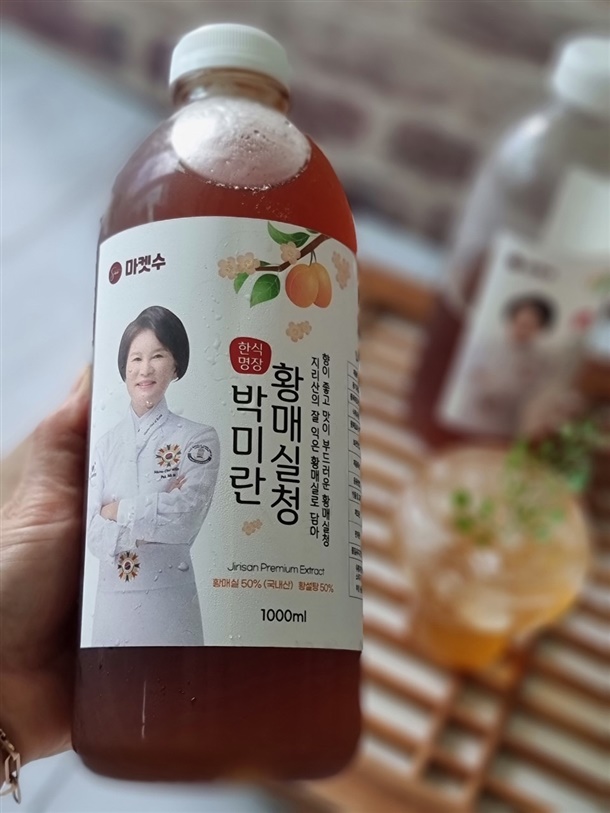 마켓수
한식
명장
박미란
황매실청
향이 좋고 맛이 부드러운 황매실청
지리산의 잘 익은 황매실로 담아
Jirisan Premium Extract
황매실 50% (국내산) 황설탕 50%
1000ml